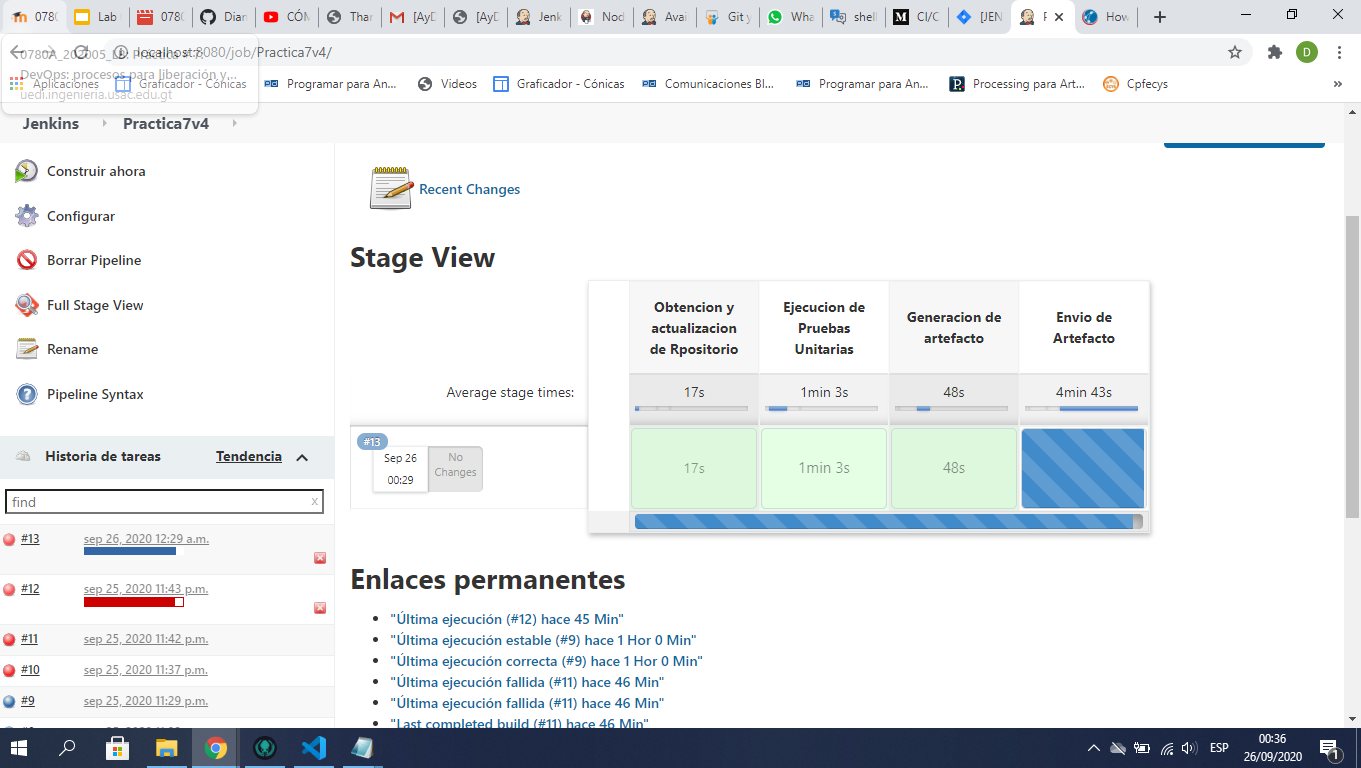 0780
Lab
0780
Dian
CÓN
Than
[AyD
[AyD
Jenk
Nod
Avai
Git y
Wha
shell
CI/C
[JEN
F
How
localhost:8080/job/Practica7v4/
D
0780A_202005_LB: Practica # 7:
DevOps: procesos para liberación y...
uedi.ingenieria.usac.edu.gt
Aplicaciones
Graficador - Cónicas
Programar para An...
Videos
Graficador - Cónicas
Comunicaciones BI...
Programar para An...
Processing para Art...
Cpfecys
»
Jenkins
Practica7v4
Construir ahora
Configurar
Borrar Pipeline
Full Stage View
Rename
Pipeline Syntax
Historia de tareas
Tendencia
find
x
#13
sep 26, 2020 12:29 a.m.
#12
sep 25, 2020 11:43 p.m.
#11
sep 25, 2020 11:42 p.m.
#10
sep 25, 2020 11:37 p.m.
#9
sep 25, 2020 11:29 p.m.
Recent Changes
Stage View
Obtencion y
actualizacion
de Rpositorio
Ejecucion de
Pruebas
Unitarias
Generacion de
artefacto
Envio de
Artefacto
Average stage times:
17s
1min 3s
48s
4min 43s
#13
Sep 26
00:29
No
Changes
17s
1min 3s
48s
Enlaces permanentes
"Última ejecución (#12) hace 45 Min"
"Última ejecución estable (#9) hace 1 Hor 0 Min"
"Última ejecución correcta (#9) hace 1 Hor 0 Min"
"Última ejecución fallida (#11) hace 46 Min"
"Última ejecución fallida (#11) hace 46 Min"
"Last completed build (#11) hace 46 Min"
ESP
00:36
26/09/2020
1